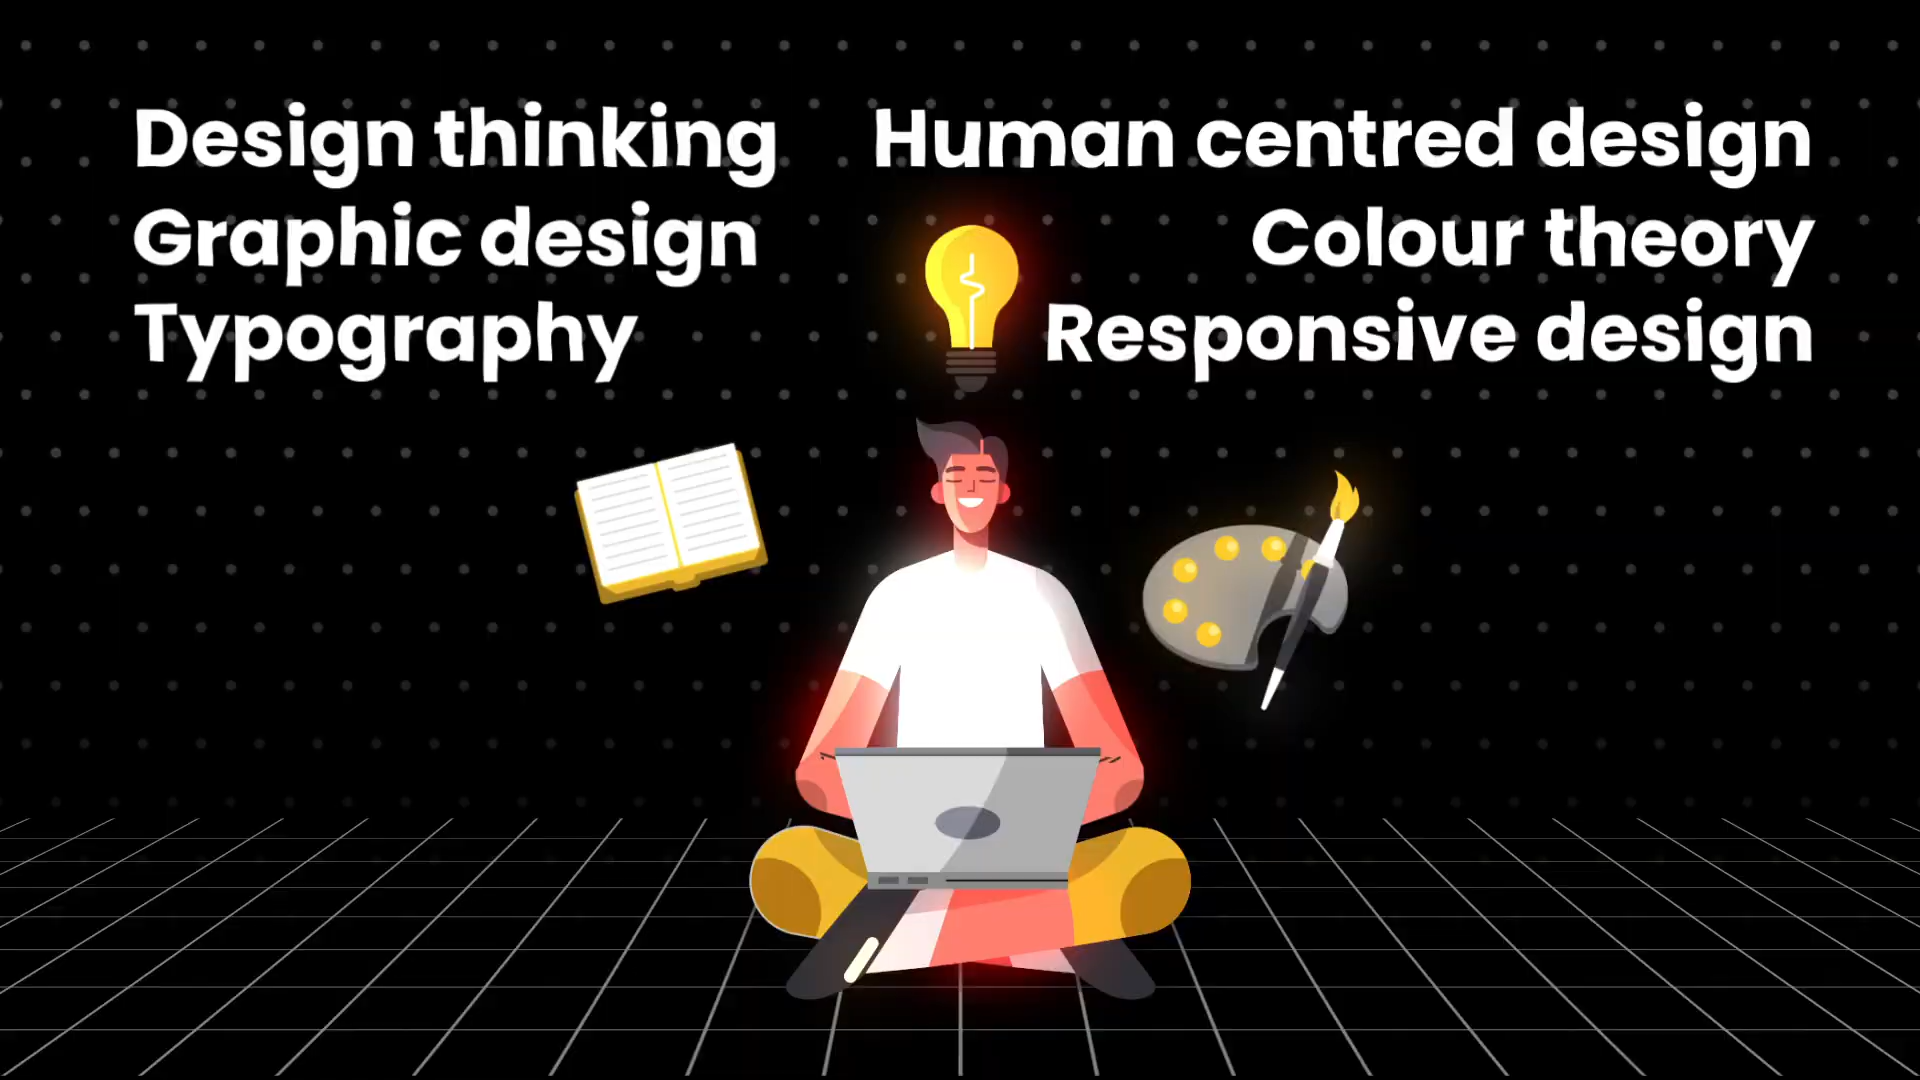 Design thinking
Graphic design
Typography
Human centred design
Colour theory
Responsive design